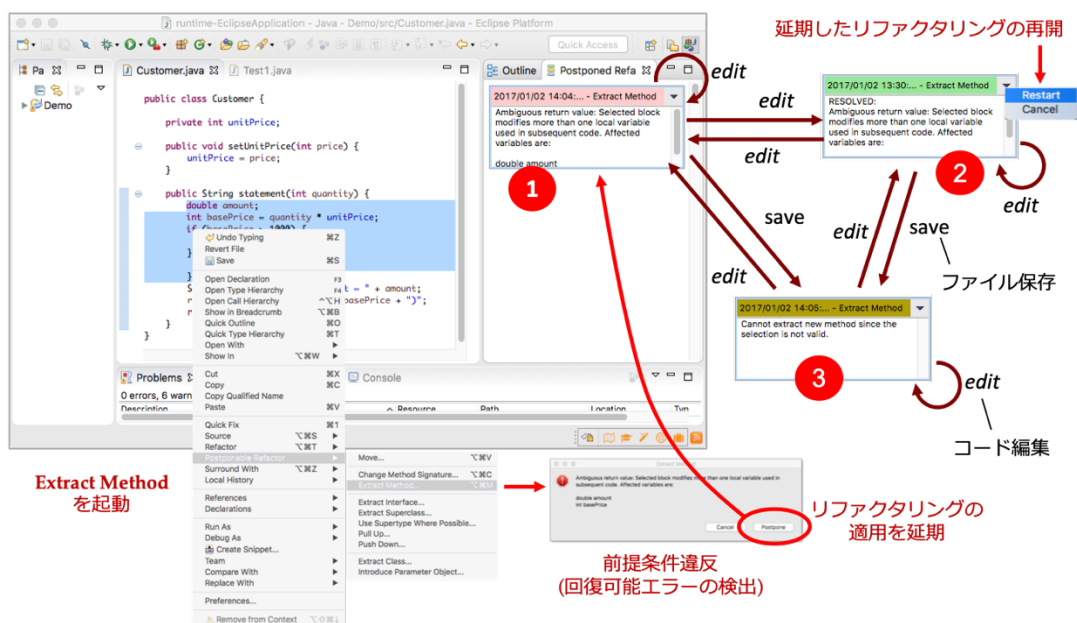 runtime-EclipseApplication - Java - Demo/src/Customer.java - Eclipse Platform
Quick Access
Pa
Demo
Customer.java
Test1.java
public class Customer {
private int unitPrice;
public void setUnitPrice(int price) {
unitPrice = price;
}
public String statement(int quantity) {
double amount;
int basePrice = quantity * unitPrice;
if (basePrice > 1000) {
}
}
S
t = " + amount;
r
basePrice + ")";
r
}
}
Undo Typing ⌘Z
Revert File
Save ⌘S
Open Declaration F3
Open Type Hierarchy F4
Open Call Hierarchy ^⌥H
Show in Breadcrumb ⌥⌘B
Quick Outline ⌘O
Quick Type Hierarchy ⌘T
Open With
Show In ⌥⌘W
Cut ⌘X
Copy ⌘C
Copy Qualified Name
Paste ⌘V
Quick Fix ⌘1
Source ⌥⌘S
Refactor ⌥⌘T
Postponable Refactor
Surround With ⌥⌘Z
Local History
References
Declarations
Run As
Debug As
Create Snippet...
Team
Compare With
Replace With
Preferences...
Remove from Context ⌥⇧⌘↓
Move... ⌥⌘V
Change Method Signature... ⌥⌘C
Extract Method... ⌥⌘M
Extract Interface...
Extract Superclass...
Use Supertype Where Possible...
Pull Up...
Push Down...
Extract Class...
Introduce Parameter Object...
Problems
Console
0 errors, 6 warn
Description
Resource
Path
Location
Typ
Outline
Postponed Refa
2017/01/02 14:04:... - Extract Method
Ambiguous return value: Selected block
modifies more than one local variable
used in subsequent code. Affected
variables are:
double amount
1
edit
edit
edit
延期したリファクタリングの再開
2017/01/02 13:30:... - Extract Method
RESOLVED:
Ambiguous return value: Selected block
modifies more than one local variable
used in subsequent code. Affected
variables are:
Restart
Cancel
2
edit
save
edit
edit
save
ファイル保存
2017/01/02 14:05:... - Extract Method
Cannot extract new method since the
selection is not valid.
3
edit
コード編集
Extract Method
を起動
Extract Method
Ambiguous return value: Selected block modifies more than one local variable used in
subsequent code. Affected variables are:
double amount
int basePrice
Cancel
Postpone
リファクタリングの
適用を延期
前提条件違反
(回復可能エラーの検出)